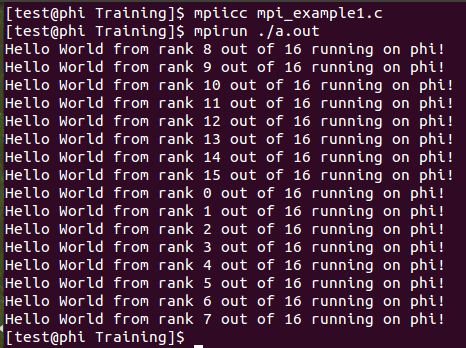 [test@phi Training]$ mpiicc mpi_example1.c
[test@phi Training]$ mpirun ./a.out
Hello World from rank 8 out of 16 running on phi!
Hello World from rank 9 out of 16 running on phi!
Hello World from rank 10 out of 16 running on phi!
Hello World from rank 11 out of 16 running on phi!
Hello World from rank 12 out of 16 running on phi!
Hello World from rank 13 out of 16 running on phi!
Hello World from rank 14 out of 16 running on phi!
Hello World from rank 15 out of 16 running on phi!
Hello World from rank 0 out of 16 running on phi!
Hello World from rank 1 out of 16 running on phi!
Hello World from rank 2 out of 16 running on phi!
Hello World from rank 3 out of 16 running on phi!
Hello World from rank 4 out of 16 running on phi!
Hello World from rank 5 out of 16 running on phi!
Hello World from rank 6 out of 16 running on phi!
Hello World from rank 7 out of 16 running on phi!
[test@phi Training]$